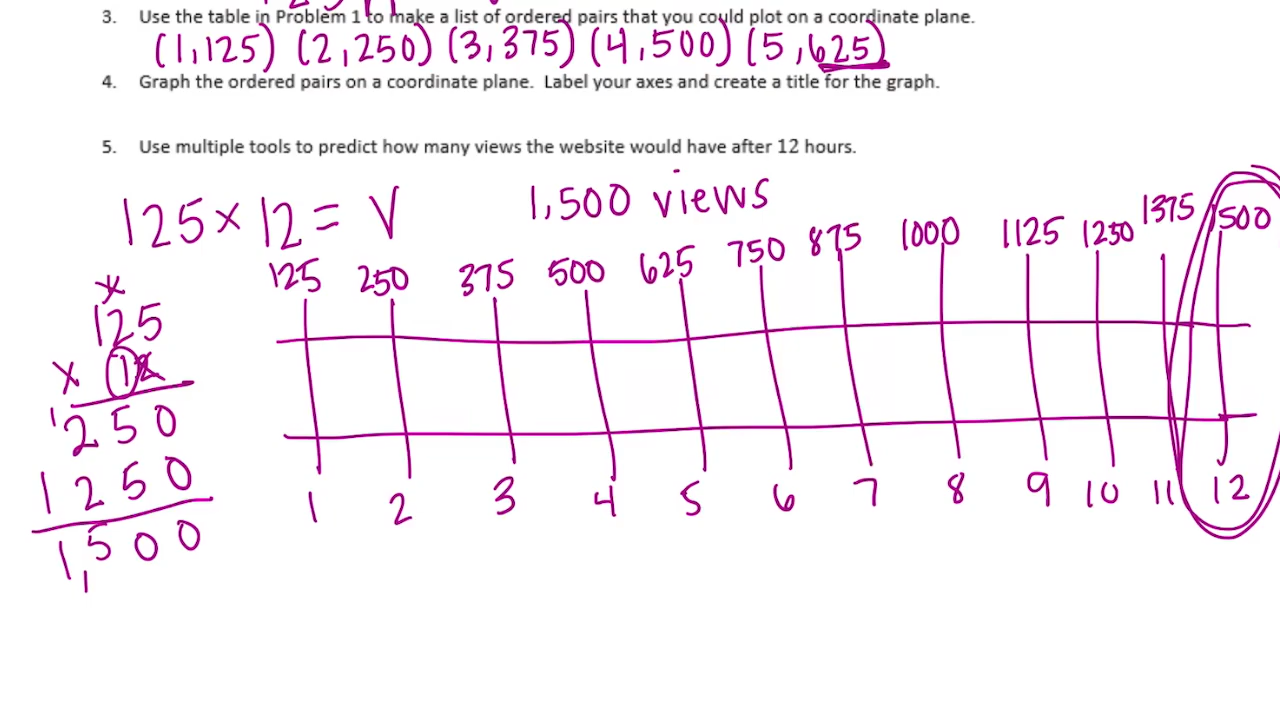 3. Use the table in Problem 1 to make a list of ordered pairs that you could plot on a coordinate plane.
(1,125) (2,250) (3,375) (4,500) (5,625)
4. Graph the ordered pairs on a coordinate plane. Label your axes and create a title for the graph.
5. Use multiple tools to predict how many views the website would have after 12 hours.
125 × 12 = V
1,500 views
125 250 375 500 625 750 875 1000 1125 1250 1375 1500
1 2 3 4 5 6 7 8 9 10 11 12
125
× 12
1
250
1250
1,500